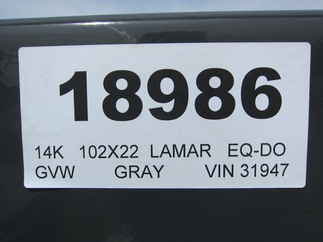 18986
14K 102X22 LAMAR EQ-DO
GVW GRAY VIN 31947